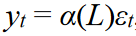 yₜ = α(L)εₜ,